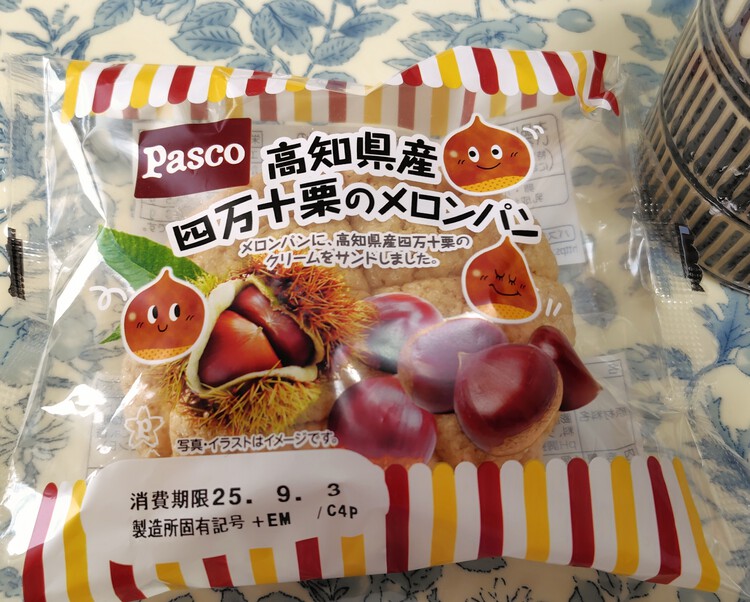 Pasco
高知県産
四万十栗のメロンパン
メロンパンに、高知県産四万十栗の
クリームをサンドしました。
写真・イラストはイメージです。
消費期限25. 9. 3
製造所固有記号 +EM /C4P